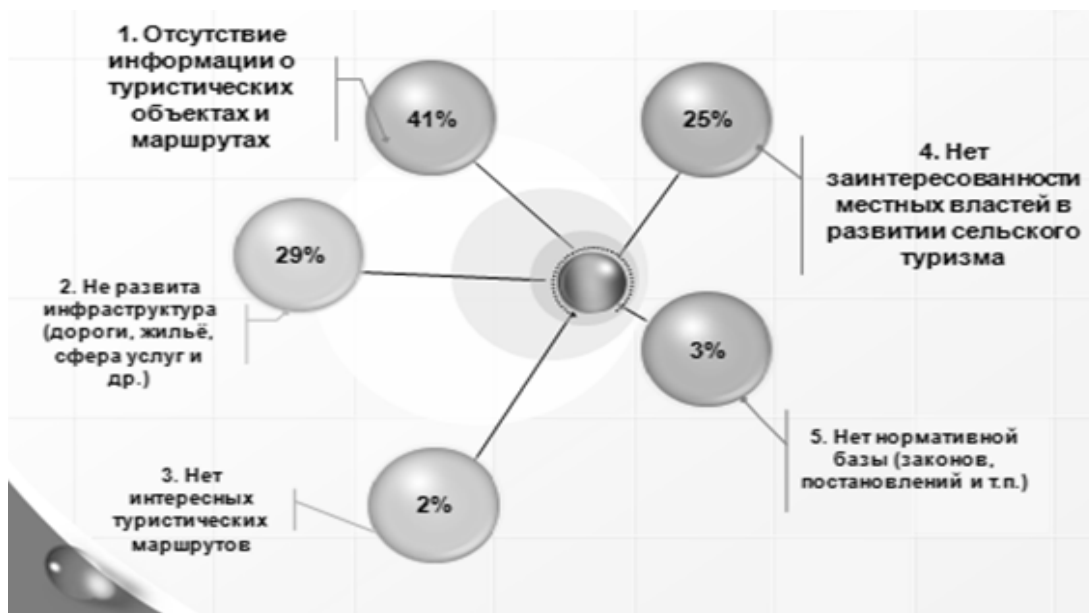 1. Отсутствие
информации о
туристических
объектах и
маршрутах
41%
29%
2. Не развита
инфраструктура
(дороги, жильё,
сфера услуг и
др.)
3. Нет
интересных
туристических
маршрутов
2%
25%
4. Нет
заинтересованности
местных властей в
развитии сельского
туризма
3%
5. Нет нормативной
базы (законов,
постановлений и т.п.)